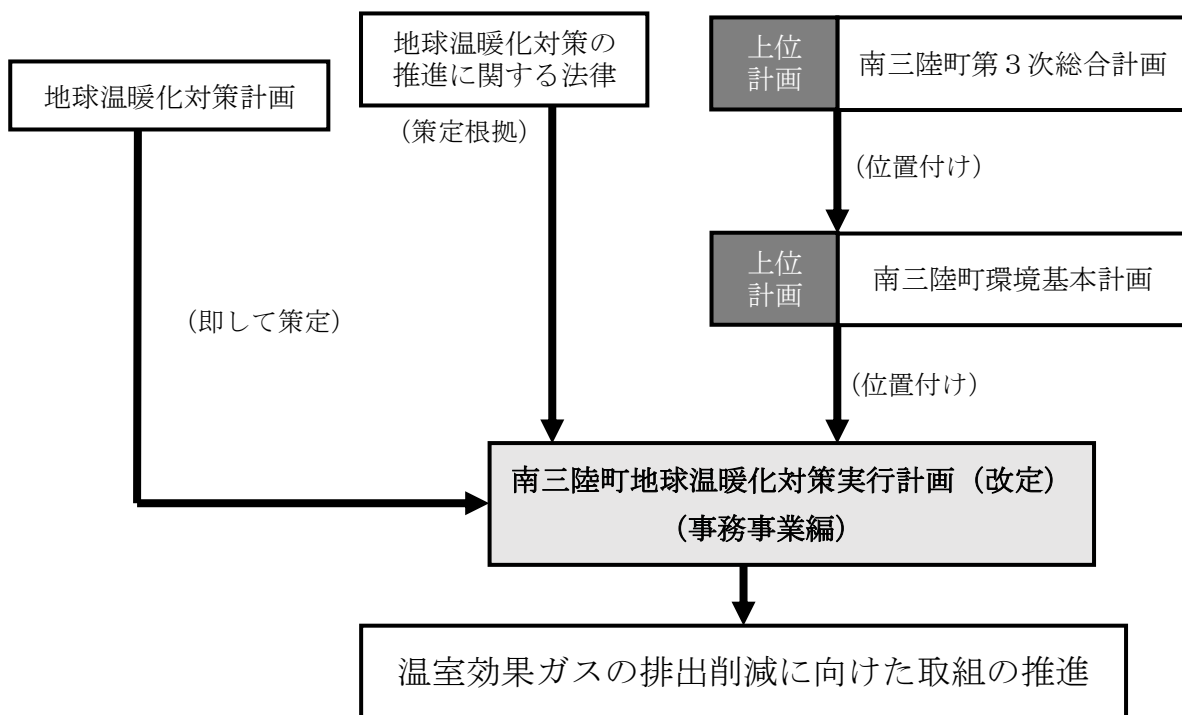 地球温暖化対策計画
地球温暖化対策の
推進に関する法律
(策定根拠)
上位
計画
南三陸町第３次総合計画
(位置付け)
上位
計画
南三陸町環境基本計画
(即して策定)
(位置付け)
南三陸町地球温暖化対策実行計画（改定）
（事務事業編）
温室効果ガスの排出削減に向けた取組の推進